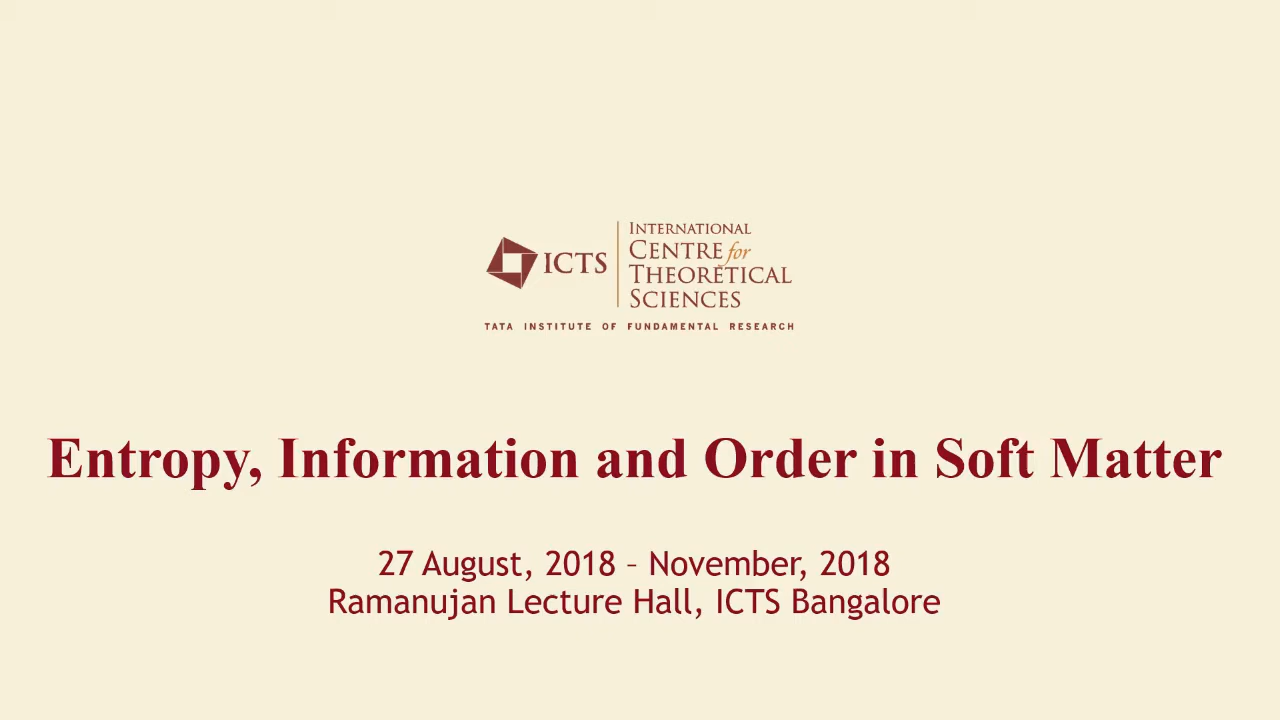 ICTS
INTERNATIONAL
CENTRE for
THEORETICAL
SCIENCES
TATA INSTITUTE OF FUNDAMENTAL RESEARCH
Entropy, Information and Order in Soft Matter
27 August, 2018 – November, 2018
Ramanujan Lecture Hall, ICTS Bangalore